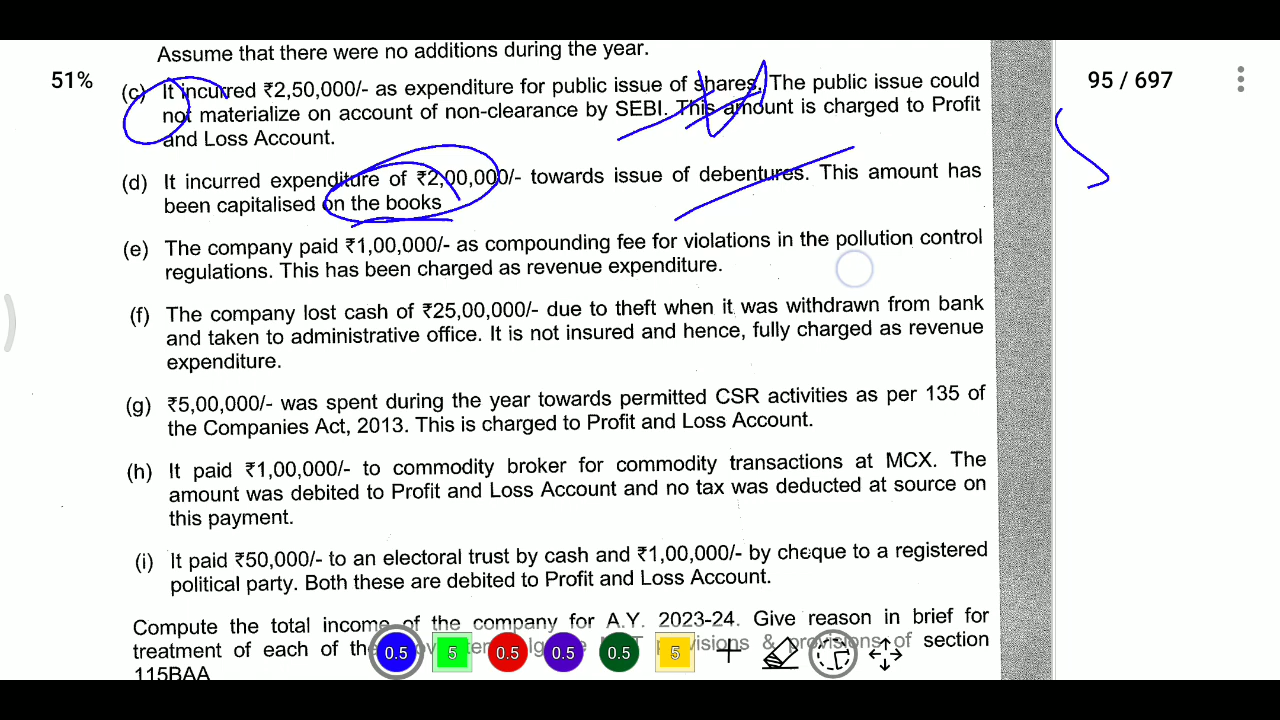 Assume that there were no additions during the year.
51%
95 / 697
(c) It incurred ₹2,50,000/- as expenditure for public issue of shares. The public issue could
not materialize on account of non-clearance by SEBI. This amount is charged to Profit
and Loss Account.
(d) It incurred expenditure of ₹2,00,000/- towards issue of debentures. This amount has
been capitalised on the books
(e) The company paid ₹1,00,000/- as compounding fee for violations in the pollution control
regulations. This has been charged as revenue expenditure.
(f) The company lost cash of ₹25,00,000/- due to theft when it was withdrawn from bank
and taken to administrative office. It is not insured and hence, fully charged as revenue
expenditure.
(g) ₹5,00,000/- was spent during the year towards permitted CSR activities as per 135 of
the Companies Act, 2013. This is charged to Profit and Loss Account.
(h) It paid ₹1,00,000/- to commodity broker for commodity transactions at MCX. The
amount was debited to Profit and Loss Account and no tax was deducted at source on
this payment.
(i) It paid ₹50,000/- to an electoral trust by cash and ₹1,00,000/- by cheque to a registered
political party. Both these are debited to Profit and Loss Account.
Compute the total income of the company for A.Y. 2023-24. Give reason in brief for
treatment of each of the provisions & provisions of section
115BAA
0.5 5 0.5 0.5 0.5 5